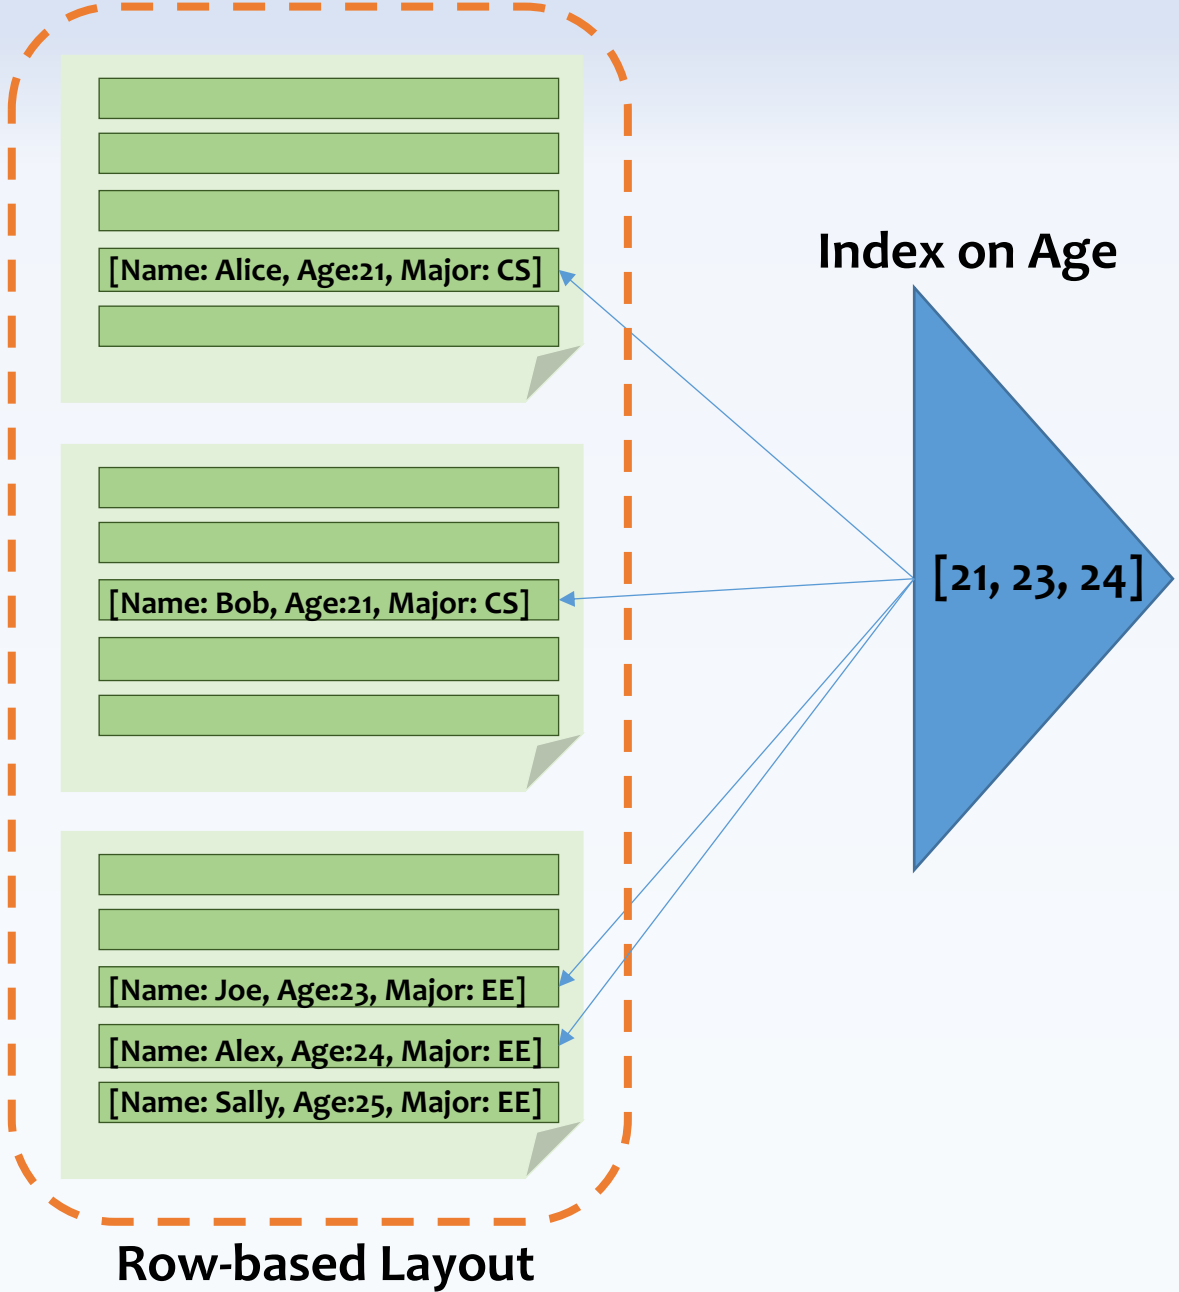 [Name: Alice, Age:21, Major: CS]
Index on Age
[Name: Bob, Age:21, Major: CS]
[21, 23, 24]
[Name: Joe, Age:23, Major: EE]
[Name: Alex, Age:24, Major: EE]
[Name: Sally, Age:25, Major: EE]
Row-based Layout